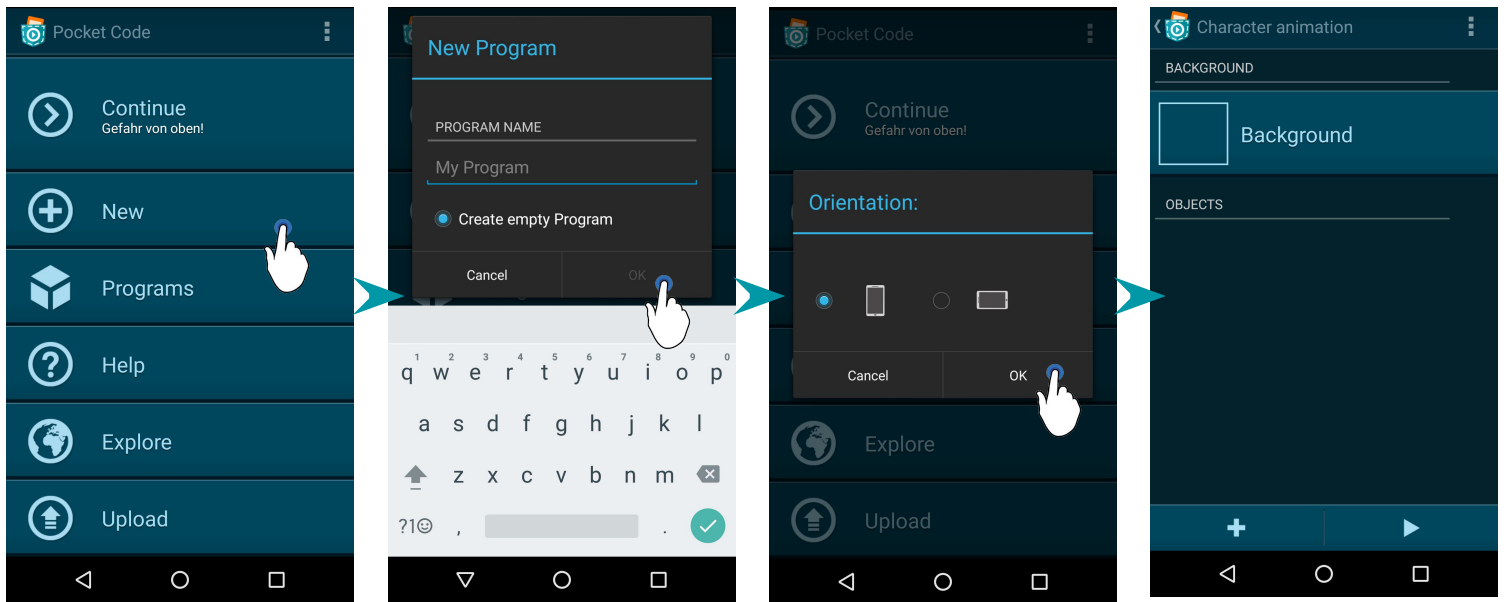 Pocket Code
Continue
Gefahr von oben!
New
Programs
Help
Explore
Upload
New Program
PROGRAM NAME
My Program
Create empty Program
Cancel OK
1 2 3 4 5 6 7 8 9 0
q w e r t y u i o p
a s d f g h j k l
z x c v b n m
?1☺ , .
Pocket Code
Continue
Gefahr von oben!
Orientation:
Cancel OK
Explore
Upload
Character animation
BACKGROUND
Background
OBJECTS